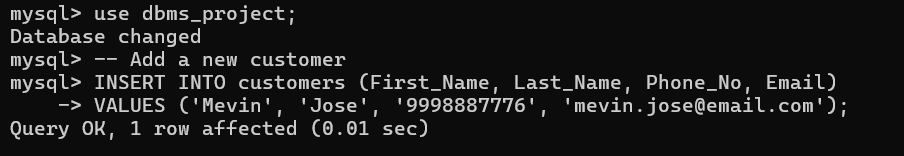 mysql> use dbms_project;
Database changed
mysql> -- Add a new customer
mysql> INSERT INTO customers (First_Name, Last_Name, Phone_No, Email)
    -> VALUES ('Mevin', 'Jose', '9998887776', 'mevin.jose@email.com');
Query OK, 1 row affected (0.01 sec)